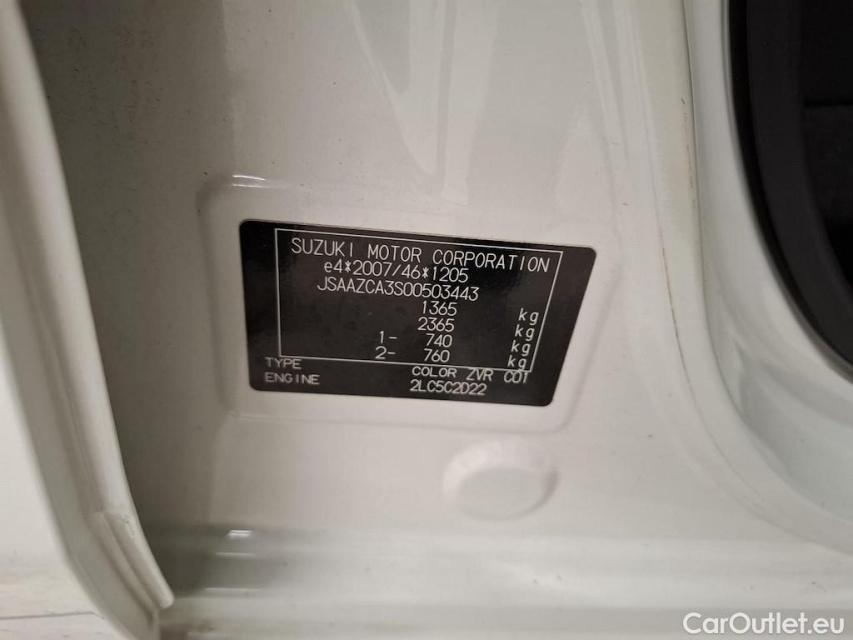 SUZUKI MOTOR CORPORATION
e4*2007/46*1205
JSAAZCA3S00503443
1365 kg
2365 kg
1- 740 kg
2- 760 kg
TYPE COLOR ZVR C01
ENGINE 2LC5C2D22
CarOutlet.eu